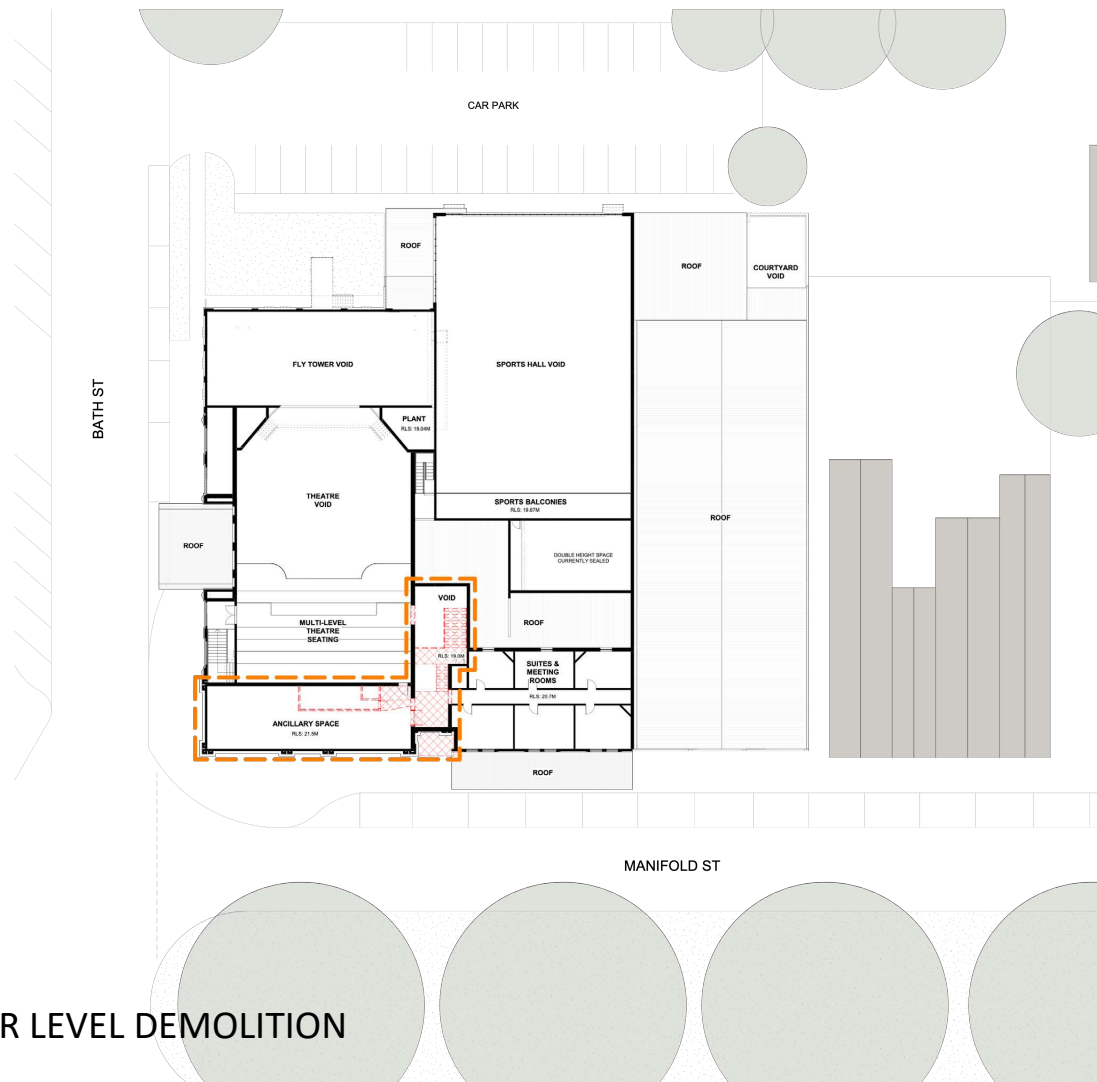 CAR PARK
ROOF
ROOF
COURTYARD
VOID
FLY TOWER VOID
SPORTS HALL VOID
BATH ST
PLANT
RLS: 19.04M
THEATRE
VOID
SPORTS BALCONIES
RLS: 19.87M
ROOF
ROOF
DOUBLE HEIGHT SPACE
CURRENTLY SEALED
VOID
MULTI-LEVEL
THEATRE
SEATING
ROOF
RLS: 19.0M
SUITES &
MEETING
ROOMS
RLS: 20.7M
ANCILLARY SPACE
RLS: 21.5M
ROOF
MANIFOLD ST
R LEVEL DEMOLITION